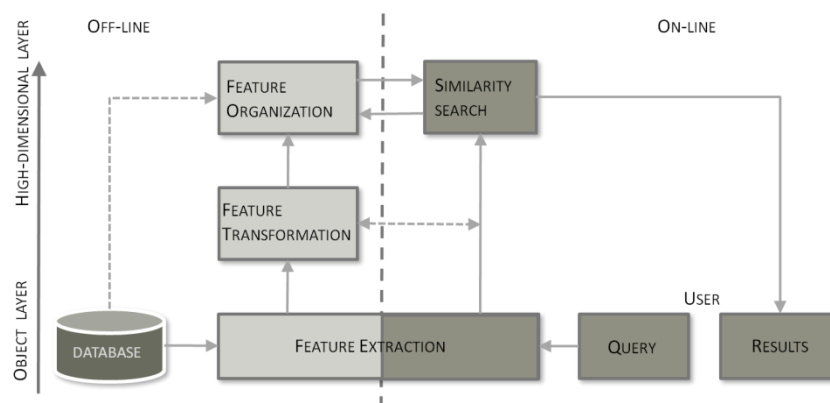 OFF-LINE
ON-LINE
HIGH-DIMENSIONAL LAYER
OBJECT LAYER
FEATURE
ORGANIZATION
SIMILARITY
SEARCH
FEATURE
TRANSFORMATION
USER
DATABASE
FEATURE EXTRACTION
QUERY
RESULTS